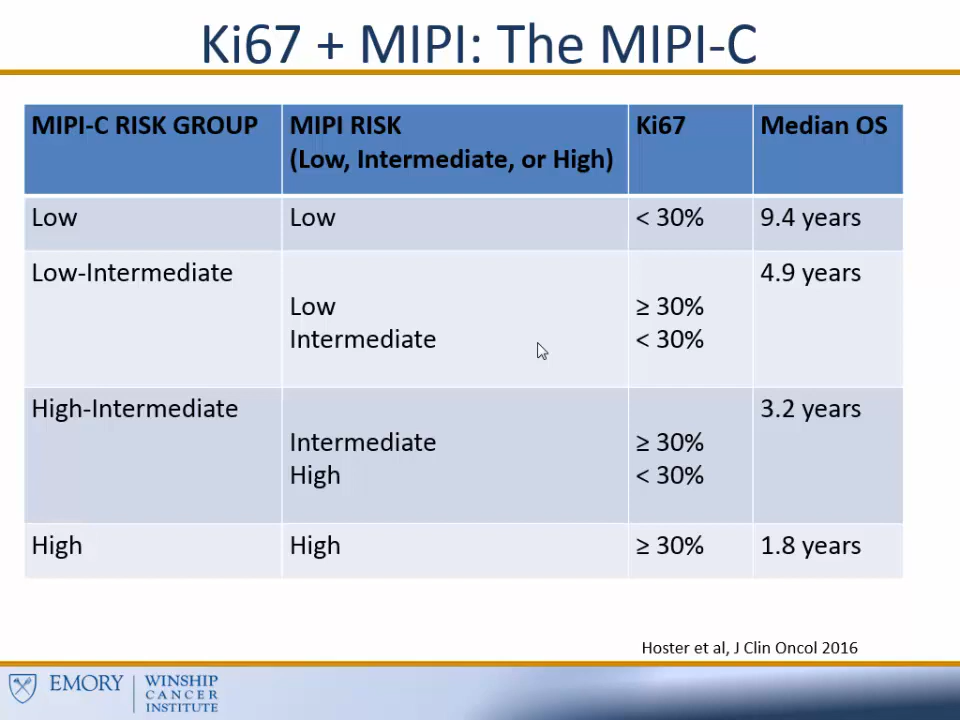 Ki67 + MIPI: The MIPI-C
MIPI-C RISK GROUP
MIPI RISK
(Low, Intermediate, or High)
Ki67
Median OS
Low
Low
< 30%
9.4 years
Low-Intermediate
4.9 years
Low
≥ 30%
Intermediate
< 30%
High-Intermediate
3.2 years
Intermediate
≥ 30%
High
< 30%
High
High
≥ 30%
1.8 years
Hoster et al, J Clin Oncol 2016
EMORY
WINSHIP
CANCER
INSTITUTE